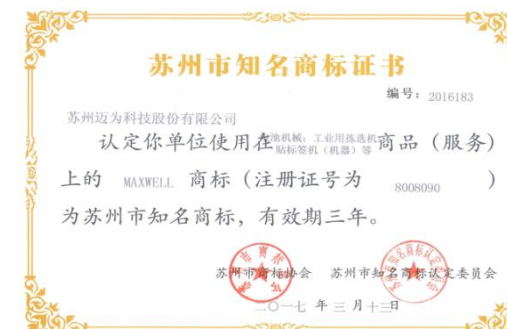 苏州市知名商标证书
编号：2016183
苏州迈为科技股份有限公司
认定你单位使用在 池机械；工业用拣选机 贴标签机（机器）等 商品（服务）
上的 MAXWELL 商标（注册证号为 8008090 ）
为苏州市知名商标，有效期三年。
苏州市商标协会 苏州市知名商标认定委员会
二〇一七 年 三 月 十三日